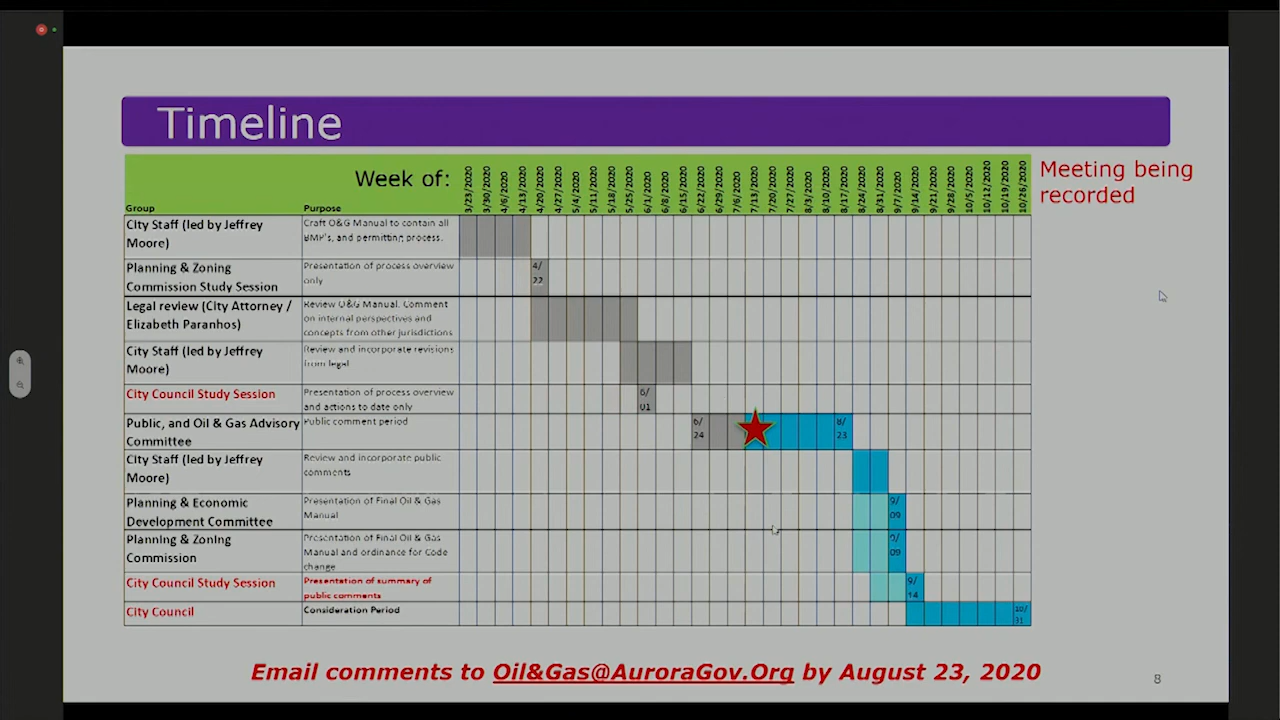 Timeline
Meeting being
recorded
Week of:
Group
Purpose
3/23/2020
3/30/2020
4/6/2020
4/13/2020
4/20/2020
4/27/2020
5/4/2020
5/11/2020
5/18/2020
5/25/2020
6/1/2020
6/8/2020
6/15/2020
6/22/2020
6/29/2020
7/6/2020
7/13/2020
7/20/2020
7/27/2020
8/3/2020
8/10/2020
8/17/2020
8/24/2020
8/31/2020
9/7/2020
9/14/2020
9/21/2020
9/28/2020
10/5/2020
10/12/2020
10/19/2020
10/26/2020
City Staff (led by Jeffrey
Moore)
Craft O&G Manual to contain all
BMP's, and permitting process.
Planning & Zoning
Commission Study Session
Presentation of process overview
only
4/
22
Legal review (City Attorney /
Elizabeth Paranhos)
Review O&G Manual. Comment
on internal perspectives and
concepts from other jurisdictions
City Staff (led by Jeffrey
Moore)
Review and incorporate revisions
from legal
City Council Study Session
Presentation of process overview
and actions to date only
6/
01
Public, and Oil & Gas Advisory
Committee
Public comment period
6/
24
8/
23
City Staff (led by Jeffrey
Moore)
Review and incorporate public
comments
Planning & Economic
Development Committee
Presentation of Final Oil & Gas
Manual
9/
09
Planning & Zoning
Commission
Presentation of Final Oil & Gas
Manual and ordinance for Code
change
9/
09
City Council Study Session
Presentation of summary of
public comments
9/
14
City Council
Consideration Period
10/
31
Email comments to Oil&Gas@AuroraGov.Org by August 23, 2020
8